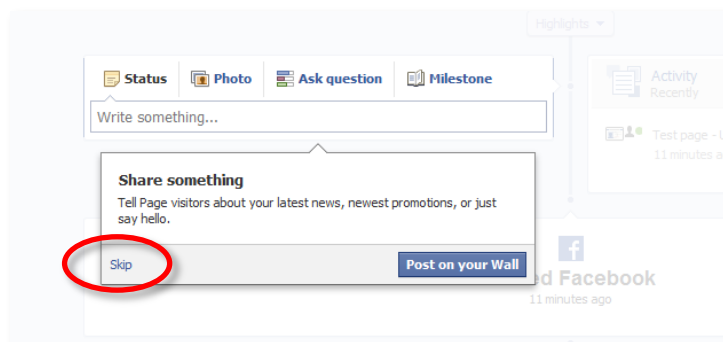 Highlights
Status Photo Ask question Milestone
Write something...
Activity
Recently
Test page -
11 minutes a
Share something
Tell Page visitors about your latest news, newest promotions, or just
say hello.
Skip Post on your Wall
ed Facebook
11 minutes ago